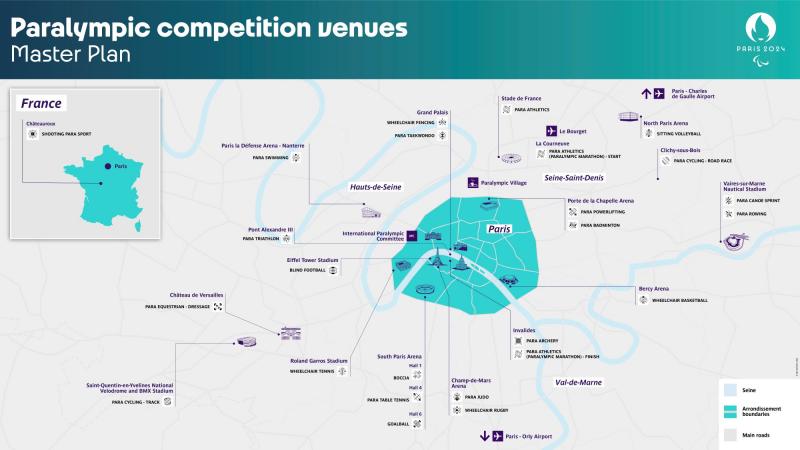 Paralympic competition venues
Master Plan
PARIS 2024
France
Châteauroux
SHOOTING PARA SPORT
Paris
Stade de France
PARA ATHLETICS
Paris - Charles
de Gaulle Airport
Grand Palais
WHEELCHAIR FENCING
PARA TAEKWONDO
Le Bourget
La Courneuve
PARA ATHLETICS
(PARALYMPIC MARATHON) - START
North Paris Arena
SITTING VOLLEYBALL
Paris la Défense Arena - Nanterre
PARA SWIMMING
Clichy-sous-Bois
PARA CYCLING - ROAD RACE
Hauts-de-Seine
Paralympic Village
Seine-Saint-Denis
Vaires-sur-Marne
Nautical Stadium
PARA CANOE SPRINT
PARA ROWING
Porte de la Chapelle Arena
PARA POWERLIFTING
PARA BADMINTON
Pont Alexandre III
PARA TRIATHLON
International Paralympic
Committee
Paris
Eiffel Tower Stadium
BLIND FOOTBALL
Bercy Arena
WHEELCHAIR BASKETBALL
Château de Versailles
PARA EQUESTRIAN - DRESSAGE
Invalides
PARA ARCHERY
PARA ATHLETICS
(PARALYMPIC MARATHON) - FINISH
Roland Garros Stadium
WHEELCHAIR TENNIS
South Paris Arena
Hall 1
BOCCIA
Hall 4
PARA TABLE TENNIS
Hall 6
GOALBALL
Champ-de-Mars
Arena
PARA JUDO
WHEELCHAIR RUGBY
Val-de-Marne
Saint-Quentin-en-Yvelines National
Velodrome and BMX Stadium
PARA CYCLING - TRACK
Paris - Orly Airport
Seine
Arrondissement
boundaries
Main roads